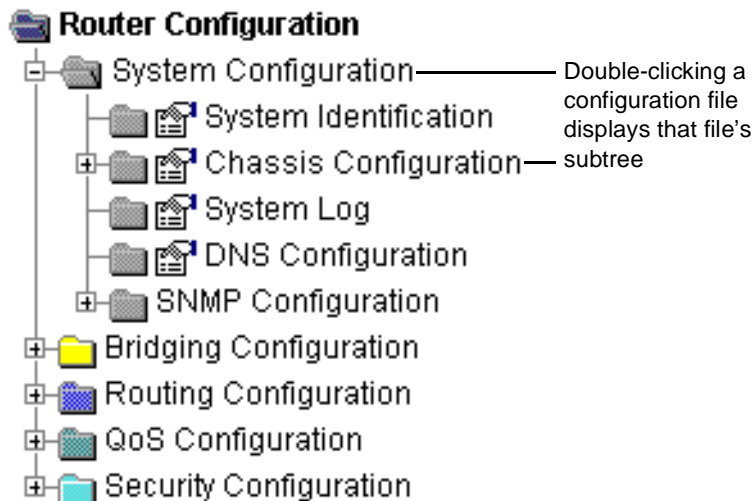 Router Configuration
System Configuration
Double-clicking a
configuration file
displays that file's
subtree
System Identification
Chassis Configuration
System Log
DNS Configuration
SNMP Configuration
Bridging Configuration
Routing Configuration
QoS Configuration
Security Configuration